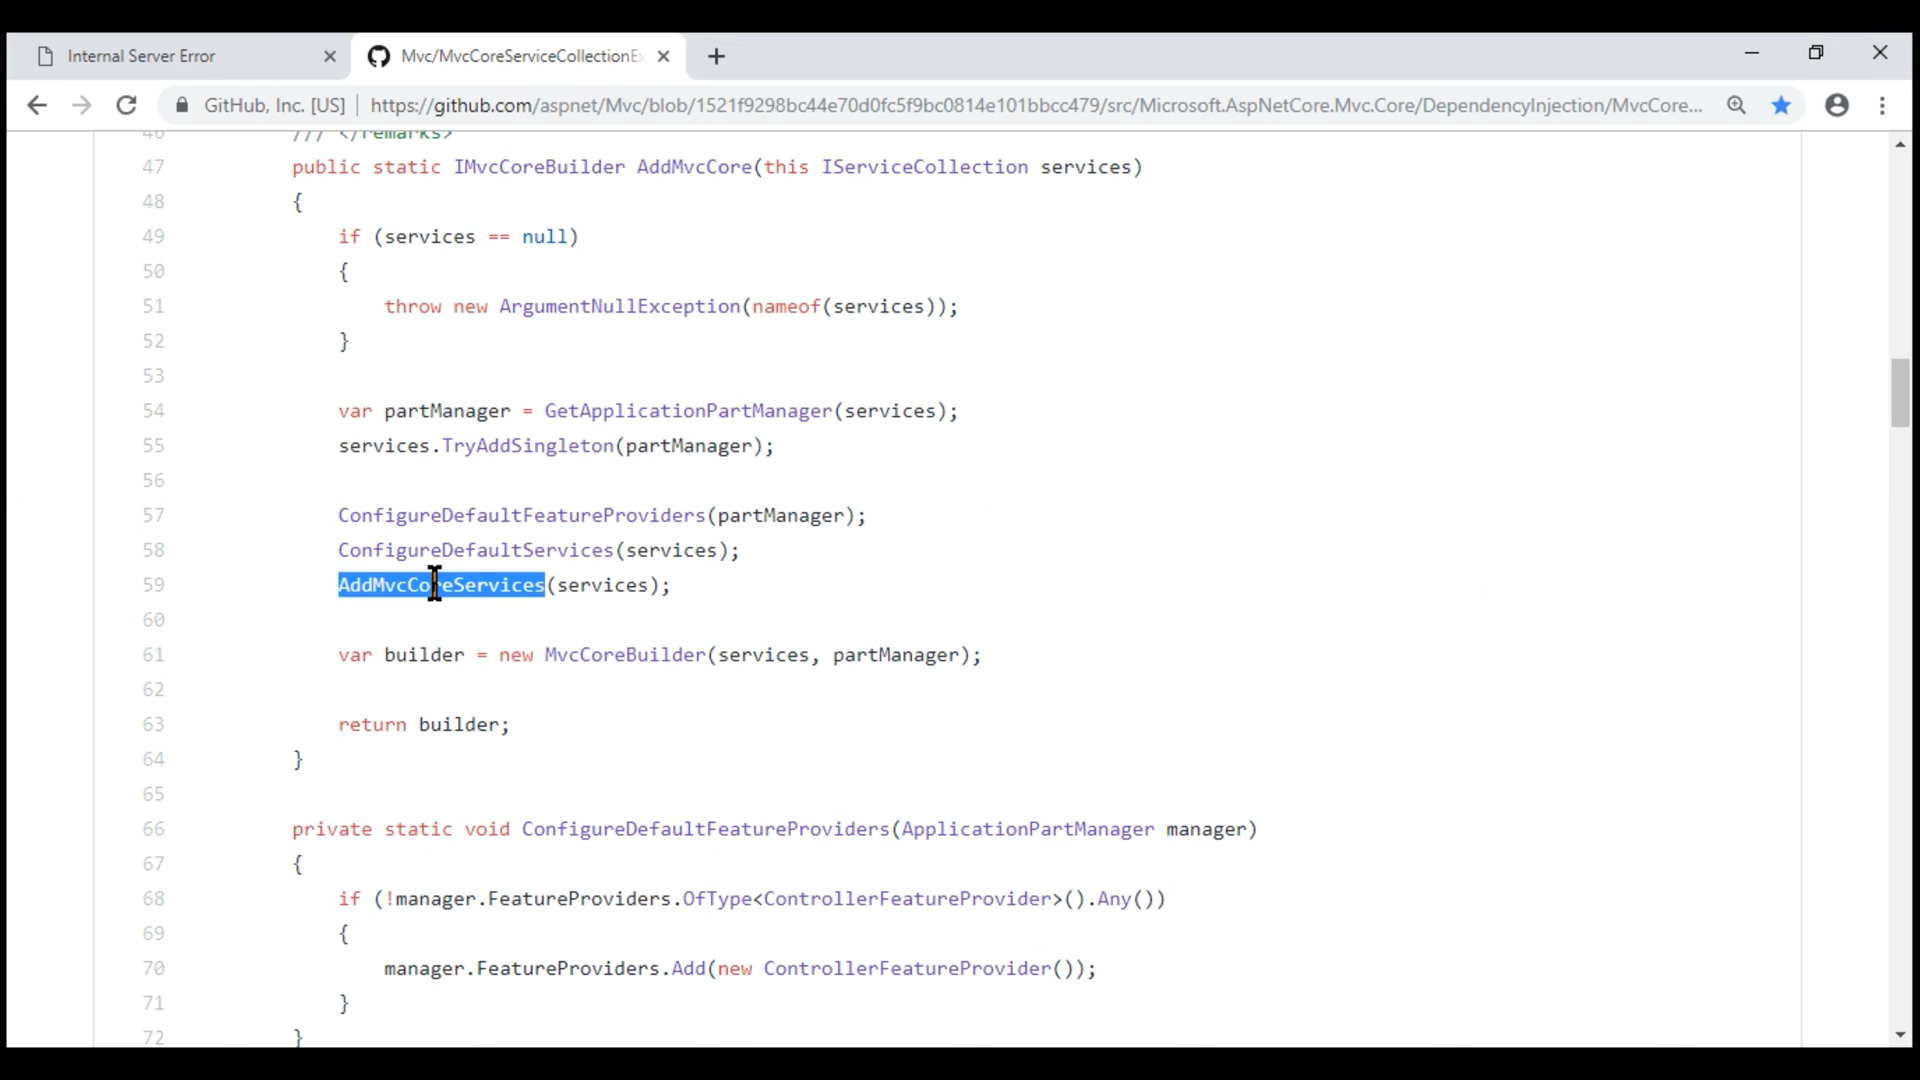 Internal Server Error
Mvc/MvcCoreServiceCollectionEx
GitHub, Inc. [US] | https://github.com/aspnet/Mvc/blob/1521f9298bc44e70d0fc5f9bc0814e101bbcc479/src/Microsoft.AspNetCore.Mvc.Core/DependencyInjection/MvcCore...
46 /// </remarks>
47 public static IMvcCoreBuilder AddMvcCore(this IServiceCollection services)
48 {
49 if (services == null)
50 {
51 throw new ArgumentNullException(nameof(services));
52 }
53
54 var partManager = GetApplicationPartManager(services);
55 services.TryAddSingleton(partManager);
56
57 ConfigureDefaultFeatureProviders(partManager);
58 ConfigureDefaultServices(services);
59 AddMvcCoreServices(services);
60
61 var builder = new MvcCoreBuilder(services, partManager);
62
63 return builder;
64 }
65
66 private static void ConfigureDefaultFeatureProviders(ApplicationPartManager manager)
67 {
68 if (!manager.FeatureProviders.OfType<ControllerFeatureProvider>().Any())
69 {
70 manager.FeatureProviders.Add(new ControllerFeatureProvider());
71 }
72 }